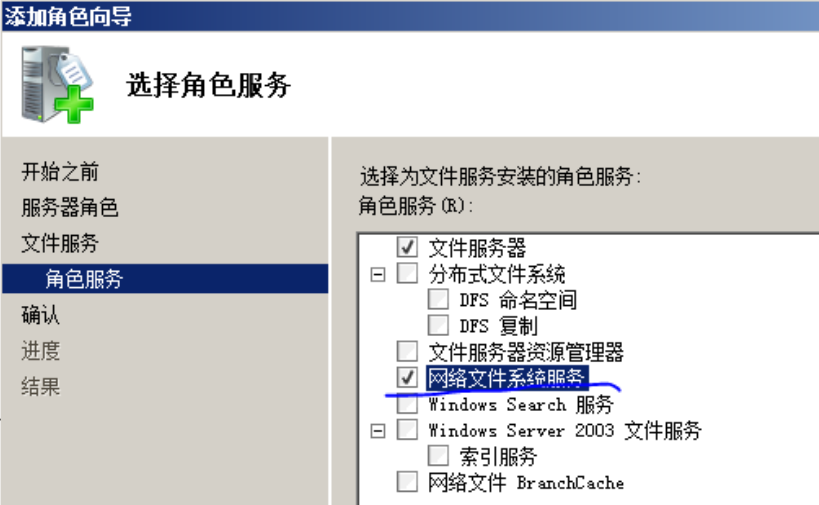 添加角色向导
选择角色服务
开始之前
服务器角色
文件服务
角色服务
确认
进度
结果
选择为文件服务安装的角色服务:
角色服务(R):
文件服务器
分布式文件系统
DFS 命名空间
DFS 复制
文件服务器资源管理器
网络文件系统服务
Windows Search 服务
Windows Server 2003 文件服务
索引服务
网络文件 BranchCache